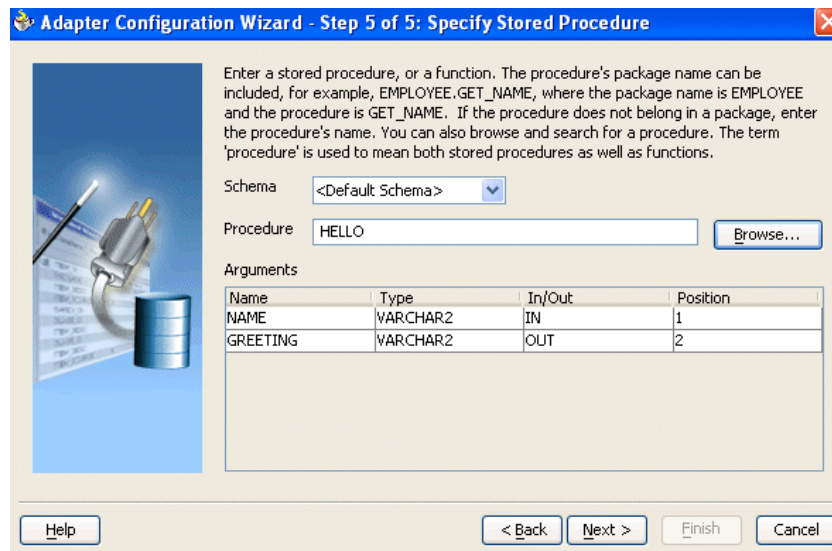 Adapter Configuration Wizard - Step 5 of 5: Specify Stored Procedure
Enter a stored procedure, or a function. The procedure's package name can be
included, for example, EMPLOYEE.GET_NAME, where the package name is EMPLOYEE
and the procedure is GET_NAME. If the procedure does not belong in a package, enter
the procedure's name. You can also browse and search for a procedure. The term
'procedure' is used to mean both stored procedures as well as functions.
Schema <Default Schema>
Procedure HELLO Browse...
Arguments
Name Type In/Out Position
NAME VARCHAR2 IN 1
GREETING VARCHAR2 OUT 2
Help < Back Next > Finish Cancel